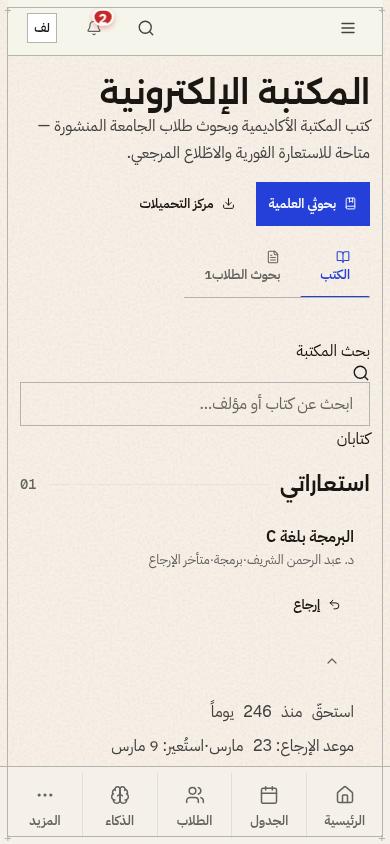 لف
2
المكتبة الإلكترونية
كتب المكتبة الأكاديمية وبحوث طلاب الجامعة المنشورة —
متاحة للاستعارة الفورية والاطّلاع المرجعي.
بحوثي العلمية
مركز التحميلات
الكتب
بحوث الطلاب1
بحث المكتبة
ابحث عن كتاب أو مؤلف...
كتابان
استعاراتي
01
البرمجة بلغة C
د. عبد الرحمن الشريف·برمجة·متأخر الإرجاع
إرجاع
استحقّ منذ 246 يوماً
موعد الإرجاع: 23 مارس·استُعير: 9 مارس
الرئيسية
الجدول
الطلاب
الذكاء
المزيد